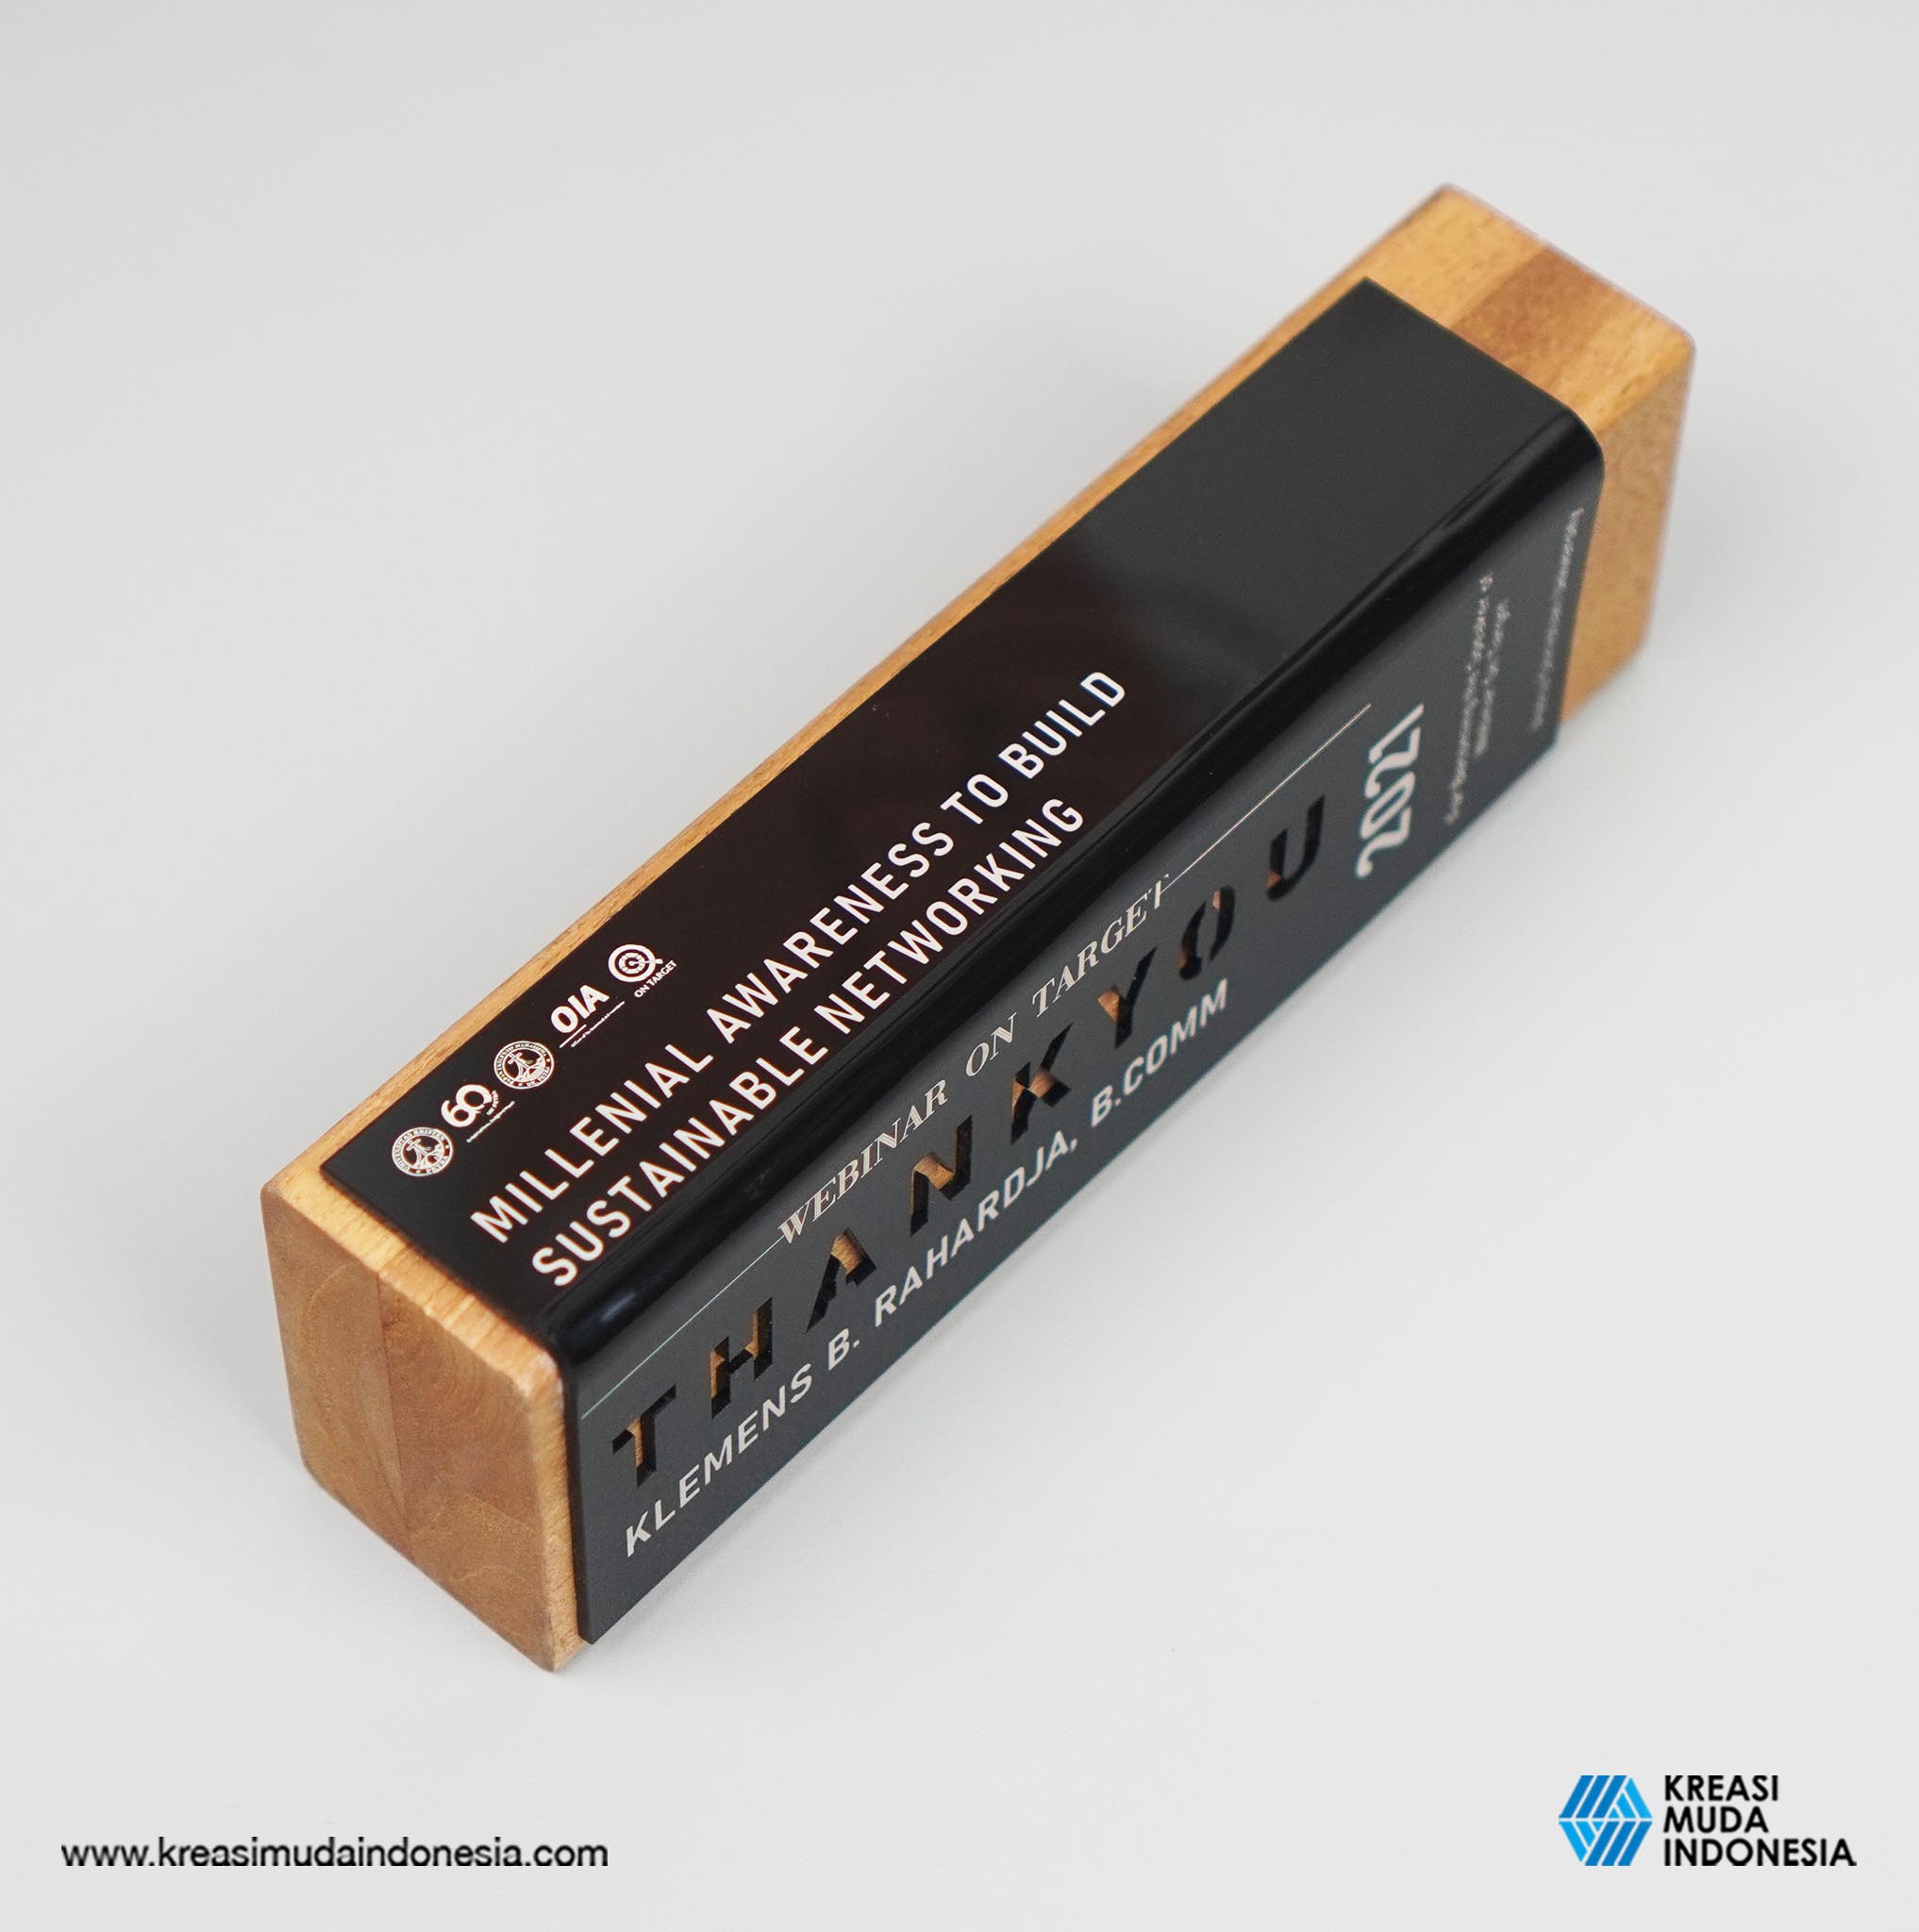 60
OIA
ON TARGET
MILLENIAL AWARENESS TO BUILD
SUSTAINABLE NETWORKING
WEBINAR ON TARGET
THANKYOU
KLEMENS B. RAHARDJA, B.COMM
2021
www.kreasimudaindonesia.com
KREASI
MUDA
INDONESIA